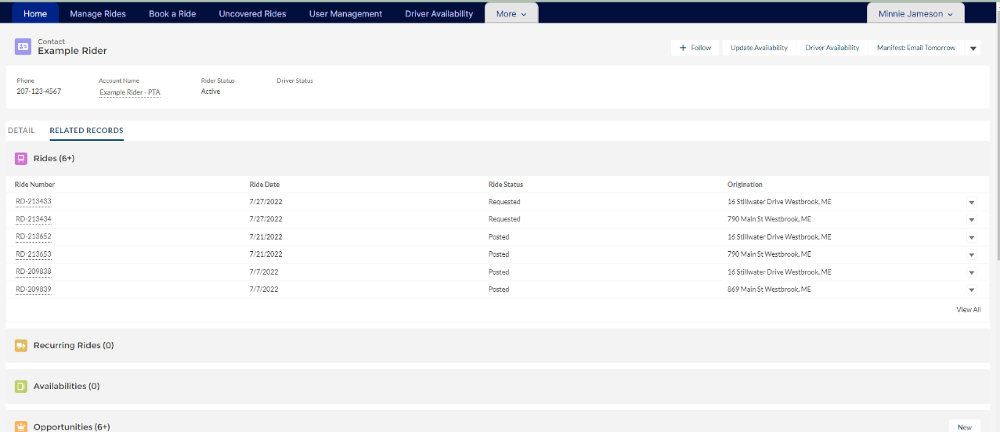 Home Manage Rides Book a Ride Uncovered Rides User Management Driver Availability More Minnie Jameson
Contact
Example Rider
+ Follow Update Availability Driver Availability Manifest: Email Tomorrow
Phone Account Name Rider Status Driver Status
207-123-4567 Example Rider - PTA Active
DETAIL RELATED RECORDS
Rides (6+)
Ride Number Ride Date Ride Status Origination
RD-213433 7/27/2022 Requested 16 Stillwater Drive Westbrook, ME
RD-213434 7/27/2022 Requested 790 Main St Westbrook, ME
RD-213652 7/21/2022 Posted 16 Stillwater Drive Westbrook, ME
RD-213653 7/21/2022 Posted 790 Main St Westbrook, ME
RD-209838 7/7/2022 Posted 16 Stillwater Drive Westbrook, ME
RD-209839 7/7/2022 Posted 869 Main St Westbrook, ME
View All
Recurring Rides (0)
Availabilities (0)
Opportunities (6+) New